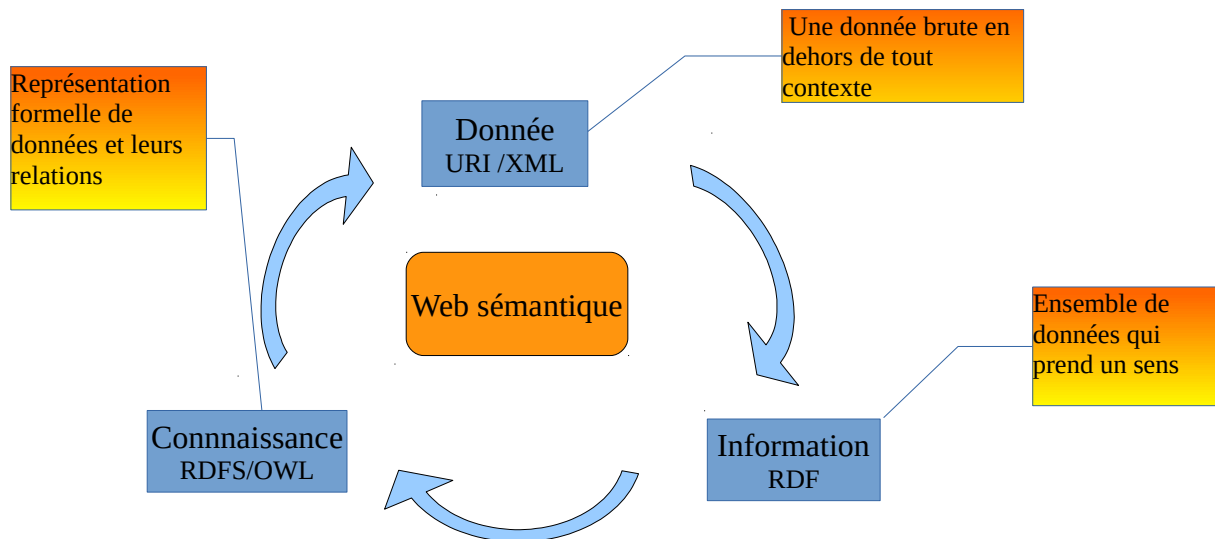 Une donnée brute en
dehors de tout
contexte
Représentation
formelle de
données et leurs
relations
Donnée
URI /XML
Web sémantique
Ensemble de
données qui
prend un sens
Connnaissance
RDFS/OWL
Information
RDF